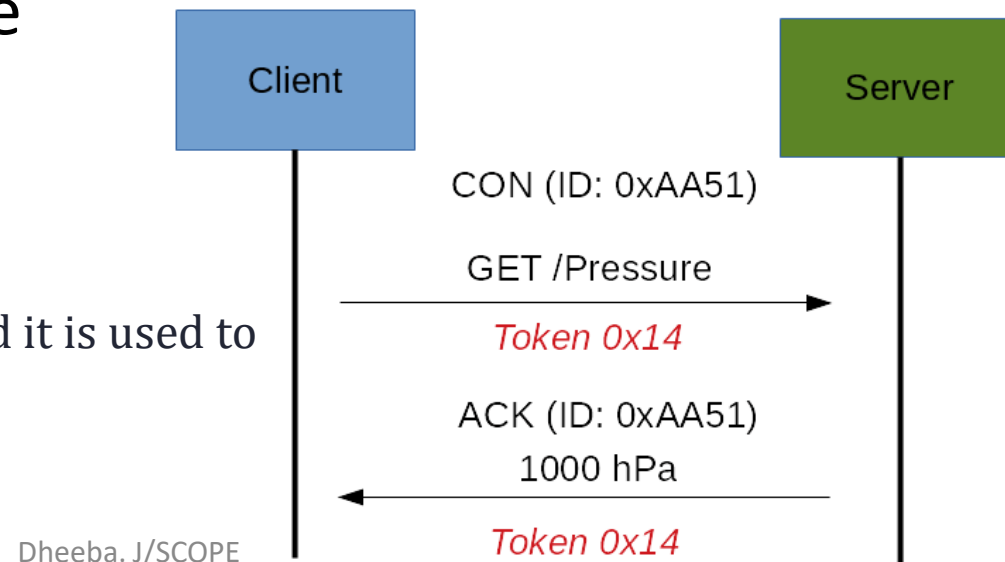 Client
Server
CON (ID: 0xAA51)
GET /Pressure
Token 0x14
it is used to
ACK (ID: 0xAA51)
1000 hPa
Token 0x14
Dheeba. J/SCOPE